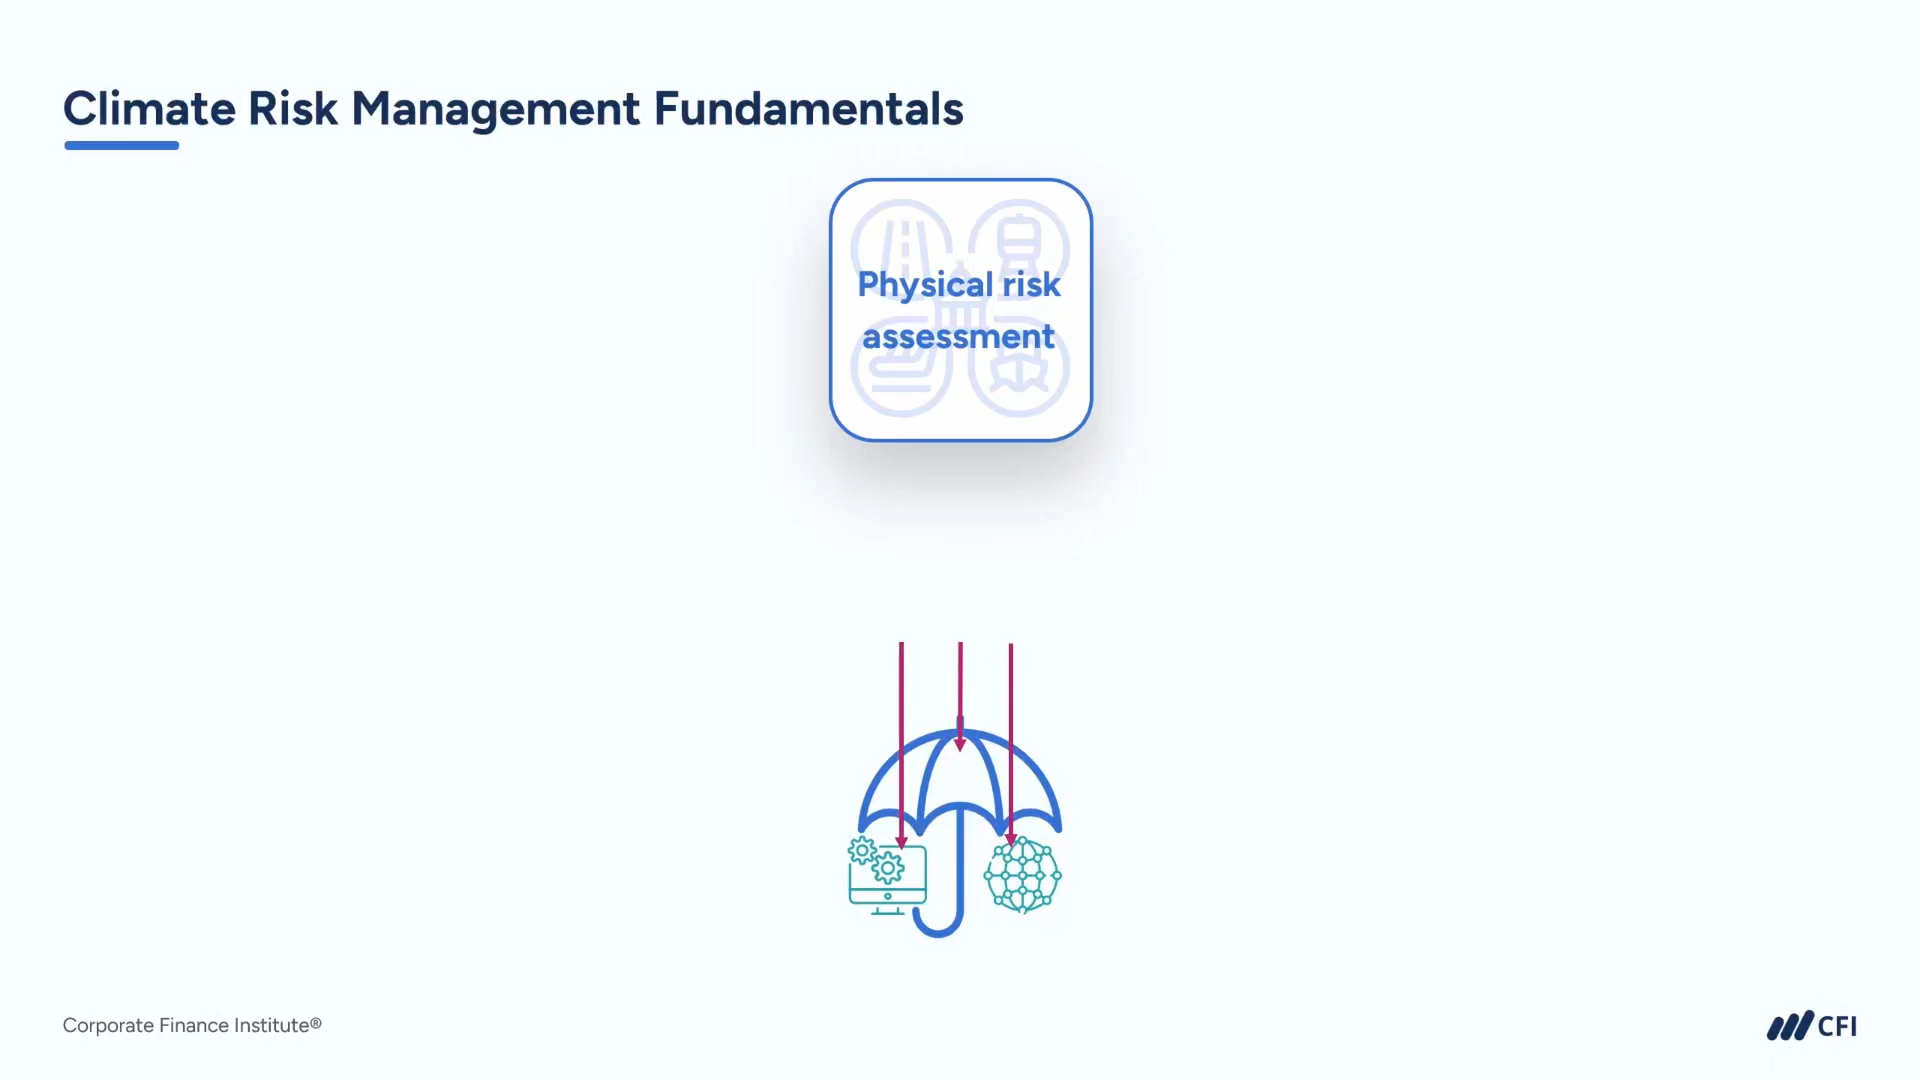 Climate Risk Management Fundamentals
Physical risk
assessment
Corporate Finance Institute®
CFI